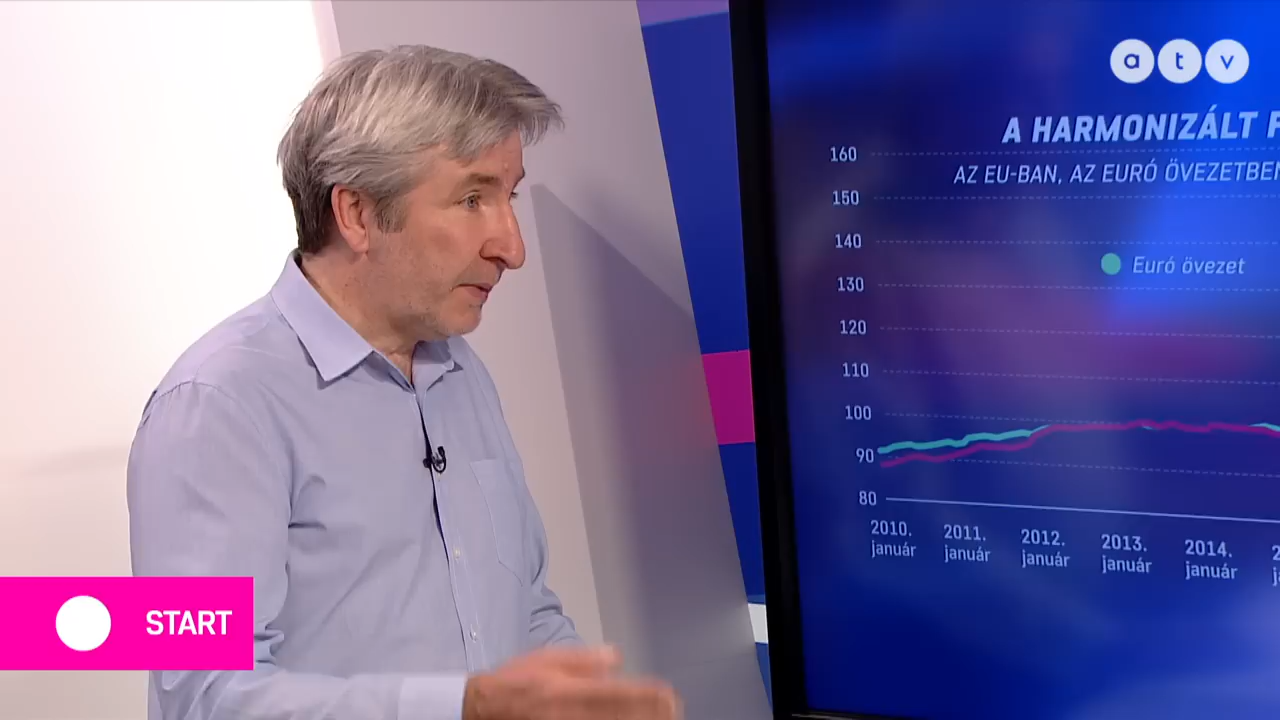 atv
A HARMONIZÁLT F
AZ EU-BAN, AZ EURÓ ÖVEZETBEN
Euró övezet
160
150
140
130
120
110
100
90
80
2010. január
2011. január
2012. január
2013. január
2014. január
START